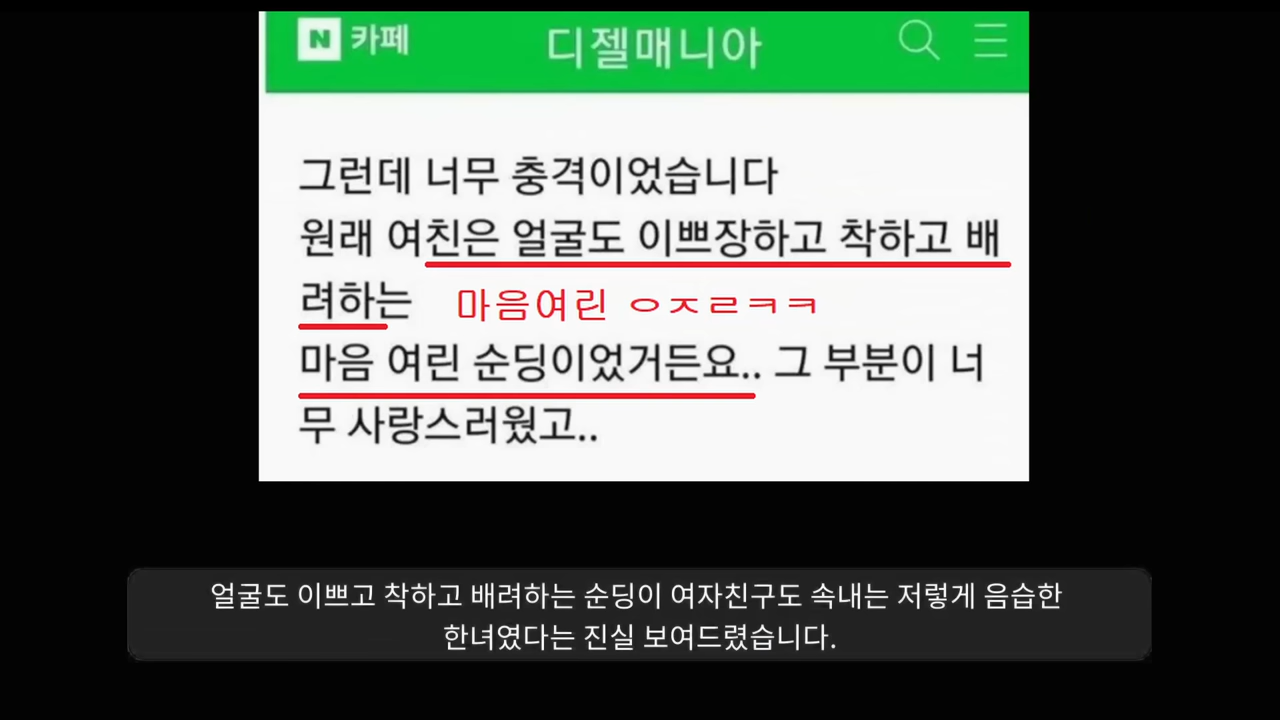 N 카페 디젤매니아
그런데 너무 충격이었습니다
원래 여친은 얼굴도 이쁘장하고 착하고 배
려하는 마음여린 ㅇㅈㄹㅋㅋ
마음 여린 순딩이었거든요.. 그 부분이 너
무 사랑스러웠고..
얼굴도 이쁘고 착하고 배려하는 순딩이 여자친구도 속내는 저렇게 음습한
한녀였다는 진실 보여드렸습니다.